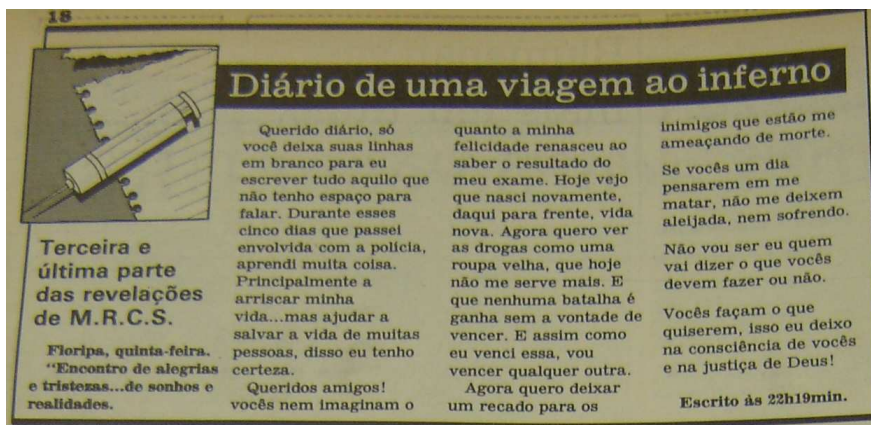 18
Diário de uma viagem ao inferno
Terceira e
última parte
das revelações
de M.R.C.S.
Floripa, quinta-feira.
"Encontro de alegrias
e tristezas...de sonhos e
realidades.
Querido diário, só
você deixa suas linhas
em branco para eu
escrever tudo aquilo que
não tenho espaço para
falar. Durante esses
cinco dias que passei
envolvida com a polícia,
aprendi muita coisa.
Principalmente a
arriscar minha
vida...mas ajudar a
salvar a vida de muitas
pessoas, disso eu tenho
certeza.
Queridos amigos!
vocês nem imaginam o
quanto a minha
felicidade renasceu ao
saber o resultado do
meu exame. Hoje vejo
que nasci novamente,
daqui para frente, vida
nova. Agora quero ver
as drogas como uma
roupa velha, que hoje
não me serve mais. E
que nenhuma batalha é
ganha sem a vontade de
vencer. E assim como
eu venci essa, vou
vencer qualquer outra.
Agora quero deixar
um recado para os
inimigos que estão me
ameaçando de morte.
Se vocês um dia
pensarem em me
matar, não me deixem
aleijada, nem sofrendo.
Não vou ser eu quem
vai dizer o que vocês
devem fazer ou não.
Vocês façam o que
quiserem, isso eu deixo
na consciência de vocês
e na justiça de Deus!
Escrito às 22h19min.